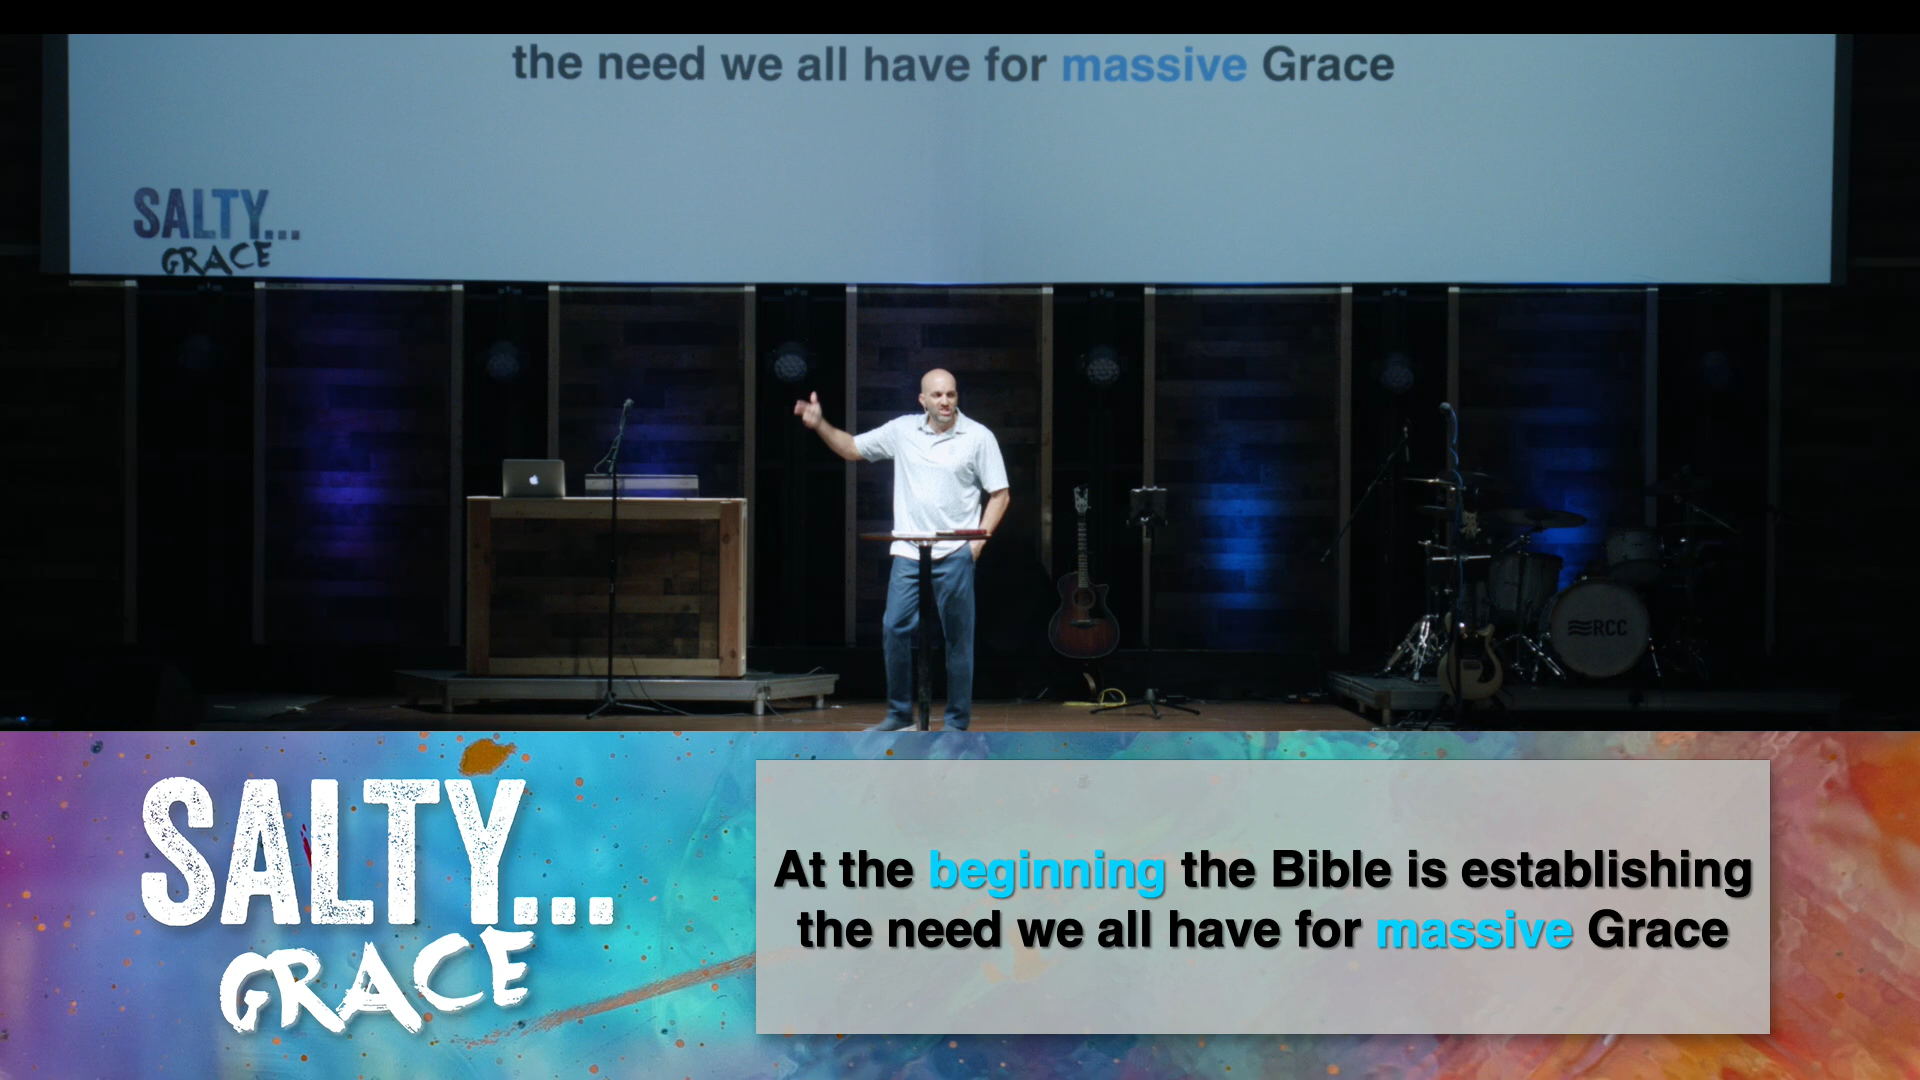 the need we all have for massive Grace
SALTY...
GRACE
RCC
SALTY...
GRACE
At the beginning the Bible is establishing
the need we all have for massive Grace